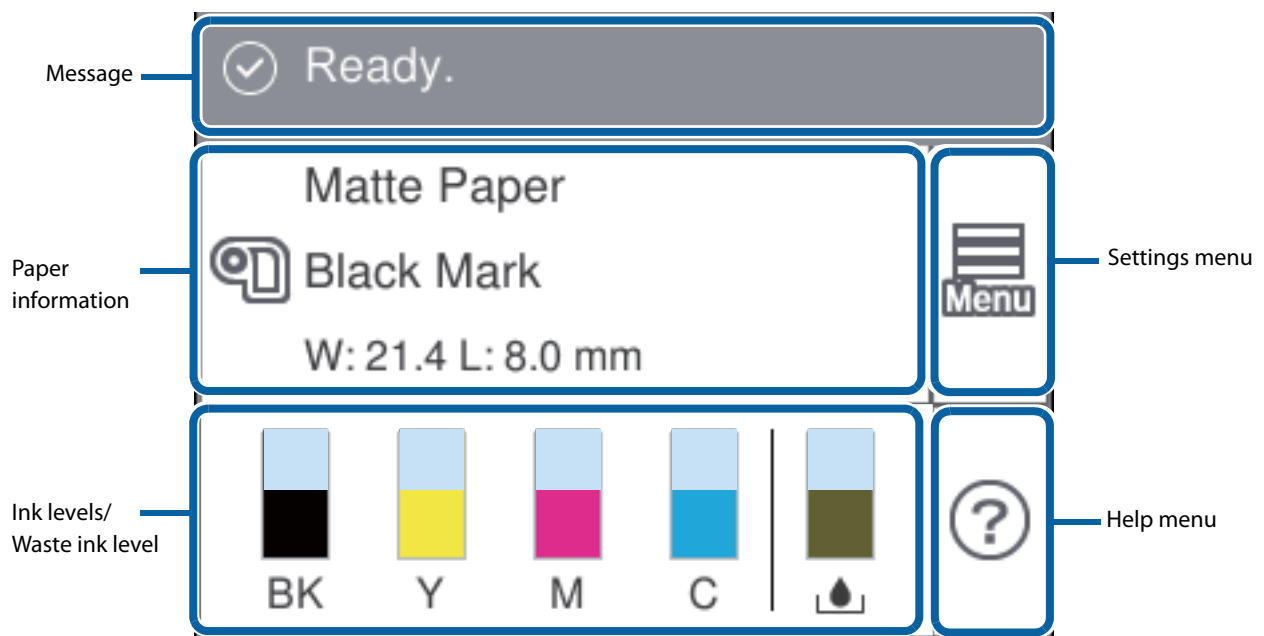 Message
Ready.
Paper
information
Matte Paper
Black Mark
W: 21.4 L: 8.0 mm
Menu
Settings menu
Ink levels/
Waste ink level
BK Y M C
?
Help menu